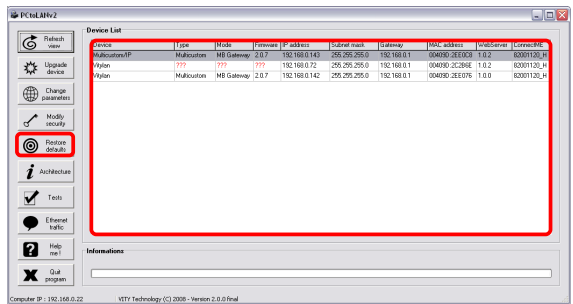 PCtoLANv2
Refresh
view
Upgrade
device
Change
parameters
Modify
security
Restore
defaults
Architecture
Tests
Ethernet
traffic
Help
me !
Quit
program
Device List
Device Type Mode Firmware IP address Subnet mask Gateway MAC address WebServer ConnectME
Multicustom/IP Multicustom MB Gateway 2.0.7 192.168.0.143 255.255.255.0 192.168.0.1 00409D:2EE0C8 1.0.2 82001120_H
Vitylan ??? ??? ??? 192.168.0.72 255.255.255.0 192.168.0.1 00409D:2C2B6E 1.0.2 82001120_H
Vitylan Multicustom MB Gateway 2.0.7 192.168.0.142 255.255.255.0 192.168.0.1 00409D:2EE076 1.0.0 82001120_H
Informations
Computer IP : 192.168.0.22 VITY Technology (C) 2008 - Version 2.0.0 final